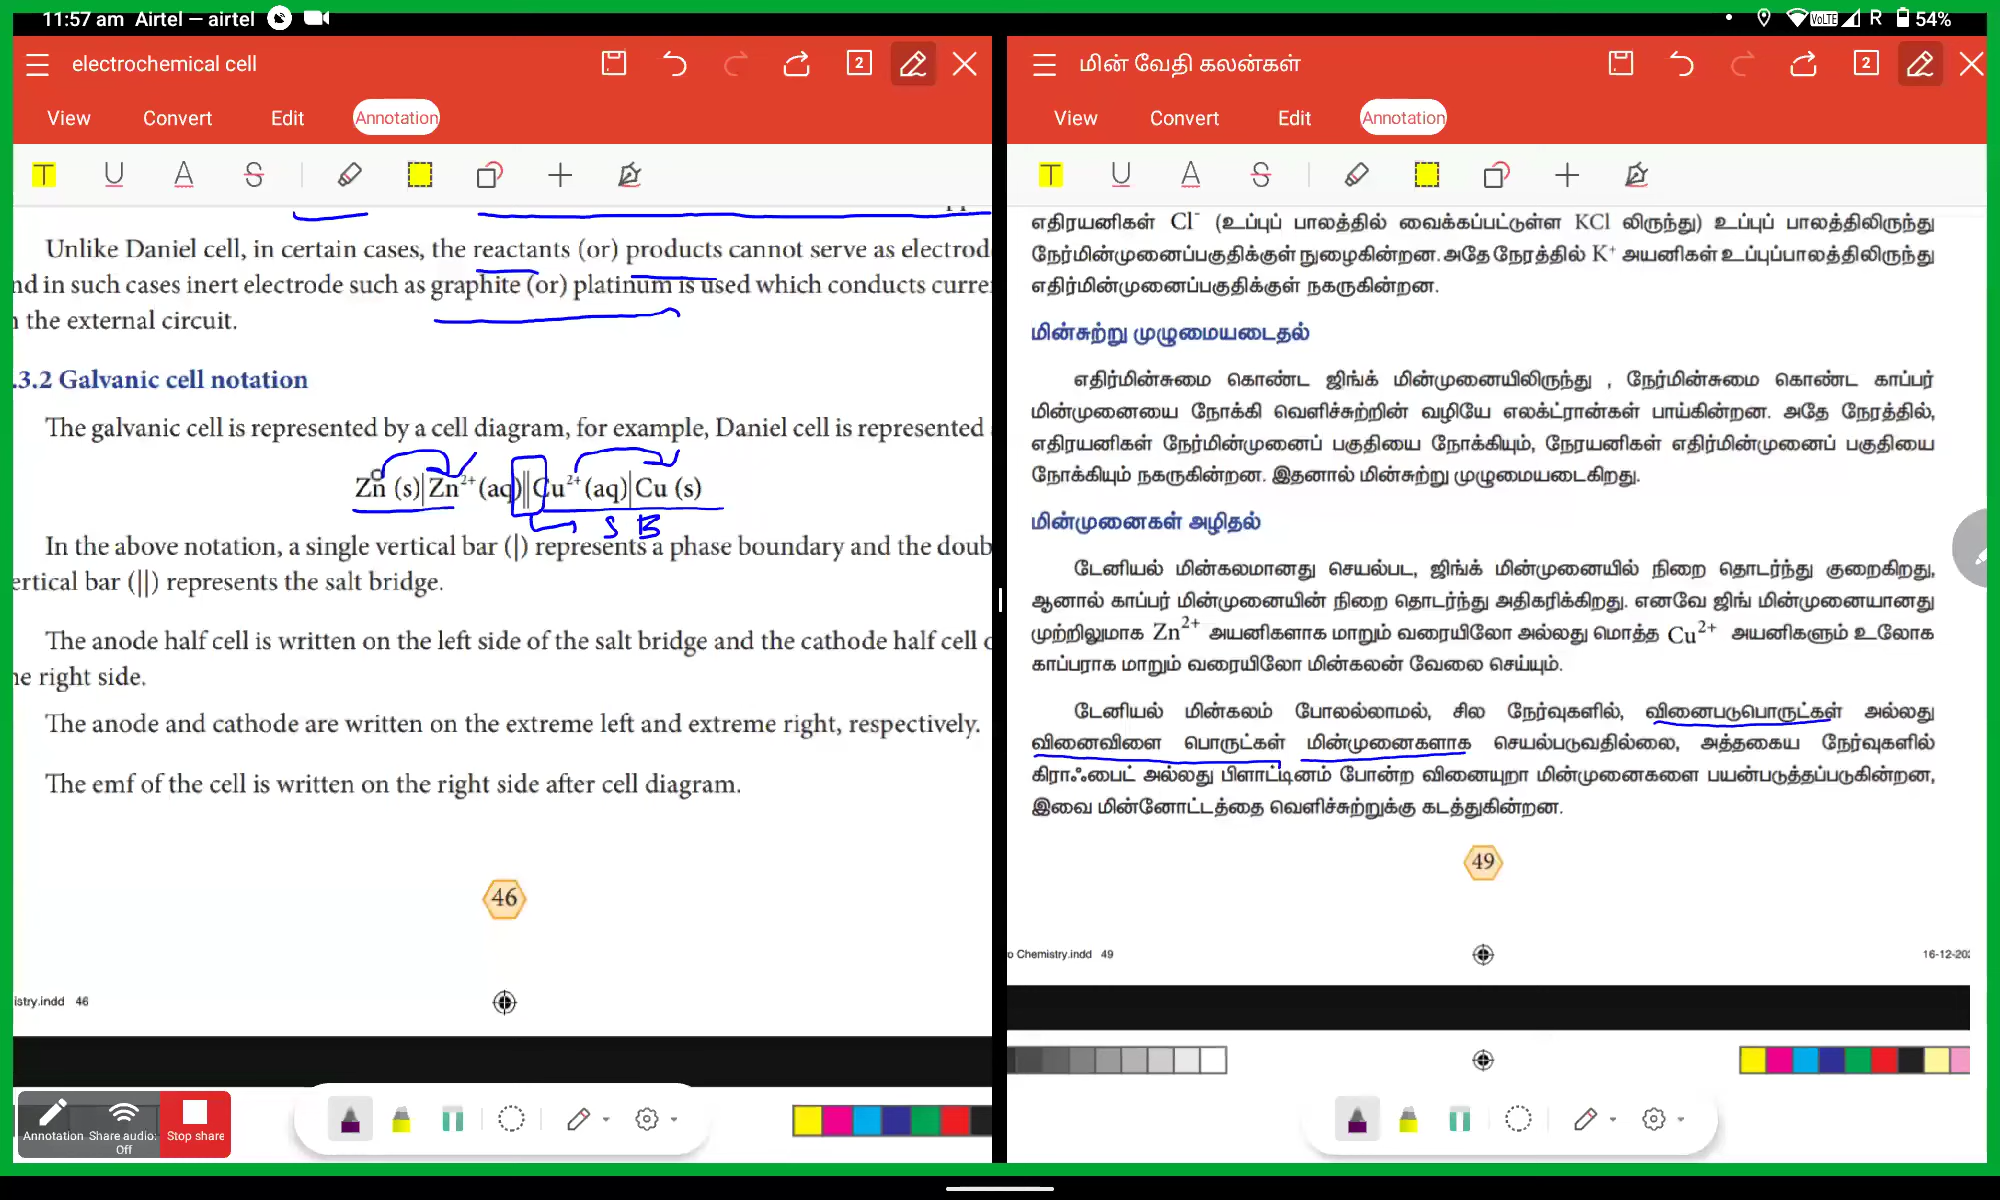 11:57 am Airtel — airtel
VoLTE R 54%
electrochemical cell
2
View Convert Edit Annotation
T U A S
Unlike Daniel cell, in certain cases, the reactants (or) products cannot serve as electrod
nd in such cases inert electrode such as graphite (or) platinum is used which conducts curre
the external circuit.
.3.2 Galvanic cell notation
The galvanic cell is represented by a cell diagram, for example, Daniel cell is represented
Zn (s)|Zn²⁺(aq)||Cu²⁺(aq)|Cu (s)
S B
In the above notation, a single vertical bar (|) represents a phase boundary and the doub
ertical bar (||) represents the salt bridge.
The anode half cell is written on the left side of the salt bridge and the cathode half cell
e right side.
The anode and cathode are written on the extreme left and extreme right, respectively.
The emf of the cell is written on the right side after cell diagram.
46
istry.indd 46
Annotation Share audio: Off Stop share
மின் வேதி கலன்கள்
2
View Convert Edit Annotation
T U A S
எதிரயனிகள் Cl⁻ (உப்புப் பாலத்தில் வைக்கப்பட்டுள்ள KCl லிருந்து) உப்புப் பாலத்திலிருந்து
நேர்மின்முனைப்பகுதிக்குள் நுழைகின்றன. அதே நேரத்தில் K⁺ அயனிகள் உப்புப்பாலத்திலிருந்து
எதிர்மின்முனைப்பகுதிக்குள் நகருகின்றன.
மின்சுற்று முழுமையடைதல்
எதிர்மின்சுமை கொண்ட ஜிங்க் மின்முனையிலிருந்து , நேர்மின்சுமை கொண்ட காப்பர்
மின்முனையை நோக்கி வெளிச்சுற்றின் வழியே எலக்ட்ரான்கள் பாய்கின்றன. அதே நேரத்தில்,
எதிரயனிகள் நேர்மின்முனைப் பகுதியை நோக்கியும், நேரயனிகள் எதிர்மின்முனைப் பகுதியை
நோக்கியும் நகருகின்றன. இதனால் மின்சுற்று முழுமையடைகிறது.
மின்முனைகள் அழிதல்
டேனியல் மின்கலமானது செயல்பட, ஜிங்க் மின்முனையில் நிறை தொடர்ந்து குறைகிறது,
ஆனால் காப்பர் மின்முனையின் நிறை தொடர்ந்து அதிகரிக்கிறது. எனவே ஜிங் மின்முனையானது
முற்றிலுமாக Zn²⁺ அயனிகளாக மாறும் வரையிலோ அல்லது மொத்த Cu²⁺ அயனிகளும் உலோக
காப்பராக மாறும் வரையிலோ மின்கலன் வேலை செய்யும்.
டேனியல் மின்கலம் போலல்லாமல், சில நேர்வுகளில், வினைபடுபொருட்கள் அல்லது
வினைவிளை பொருட்கள் மின்முனைகளாக செயல்படுவதில்லை, அத்தகைய நேர்வுகளில்
கிராஃபைட் அல்லது பிளாட்டினம் போன்ற வினையுறா மின்முனைகளை பயன்படுத்தப்படுகின்றன,
இவை மின்னோட்டத்தை வெளிச்சுற்றுக்கு கடத்துகின்றன.
49
o Chemistry.indd 49
16-12-202